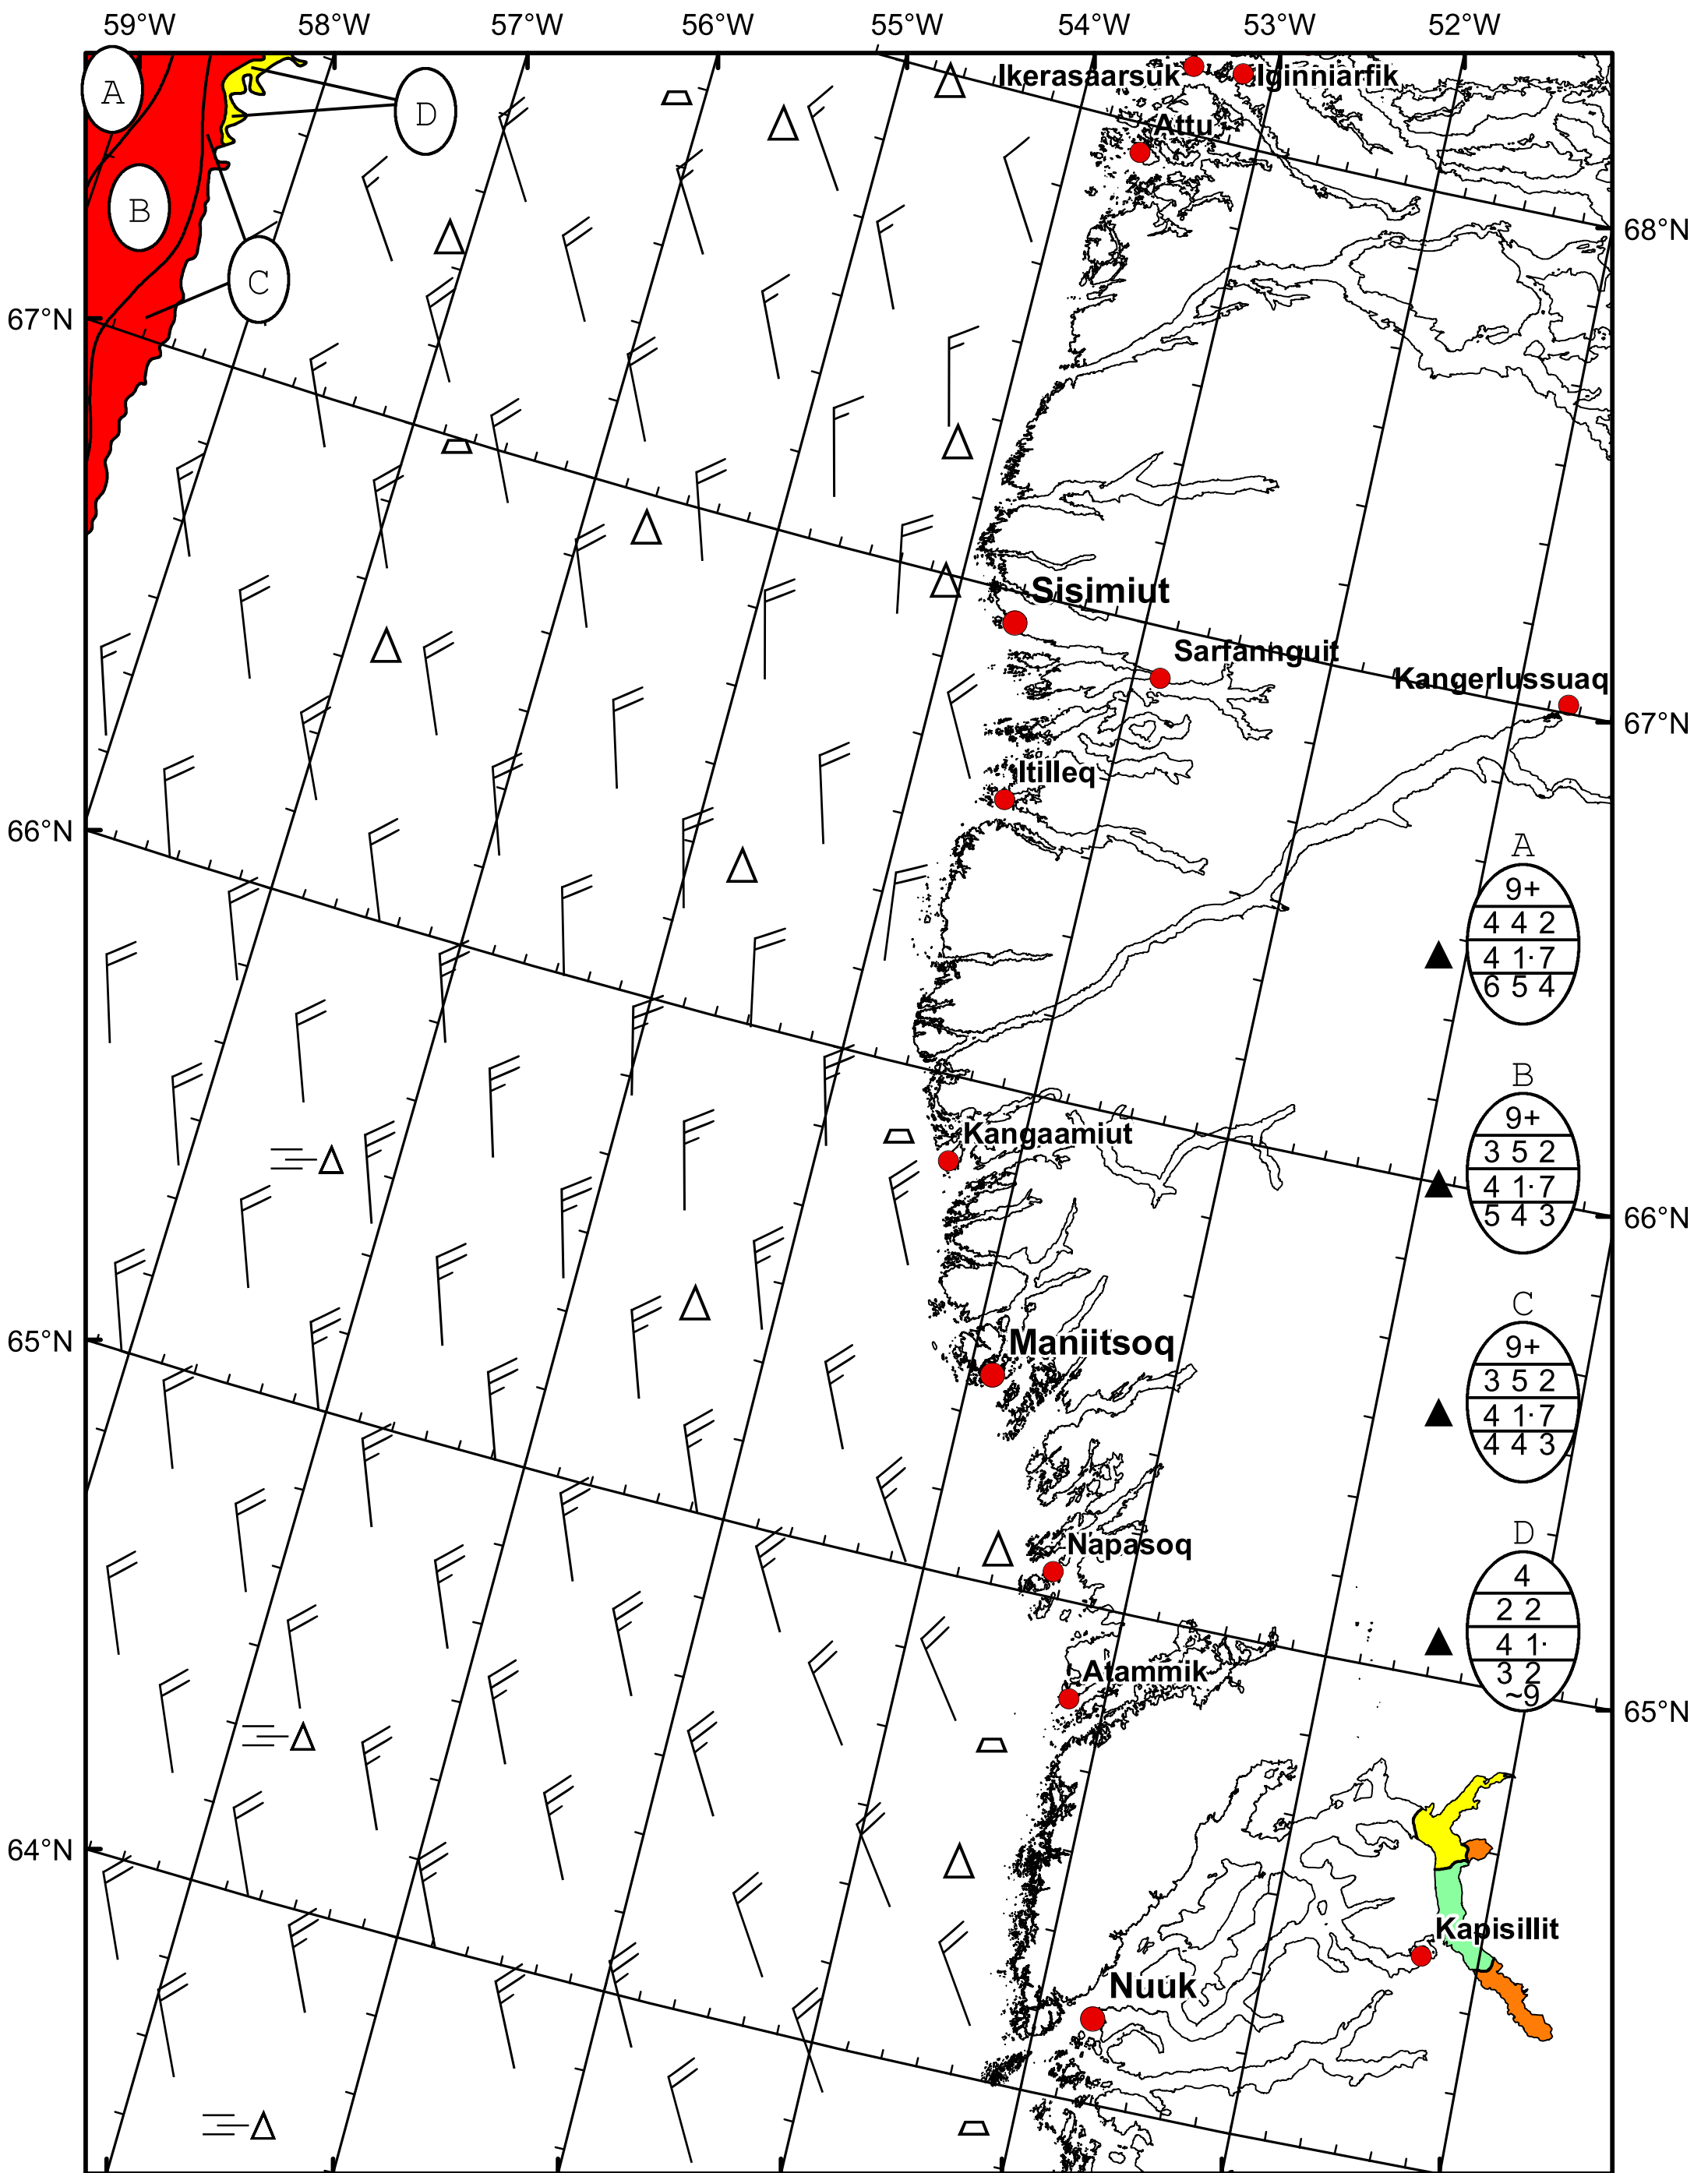 59°W 58°W 57°W 56°W 55°W 54°W 53°W 52°W
Ikerasaarsuk Iginniarfik
A
D
Attu
B
68°N
C
67°N
Sisimiut
Sarfannguit
Kangerlussuaq
67°N
Itilleq
66°N
A
9+
4 4 2
4 1· 7
6 5 4
B
9+
Kangaamiut
3 5 2
4 1· 7
5 4 3
66°N
C
65°N
Maniitsoq
9+
3 5 2
4 1· 7
4 4 3
D
Napasoq
4
2 2
4 1·
Atammik
3 2
~9
65°N
64°N
Kapisillit
Nuuk